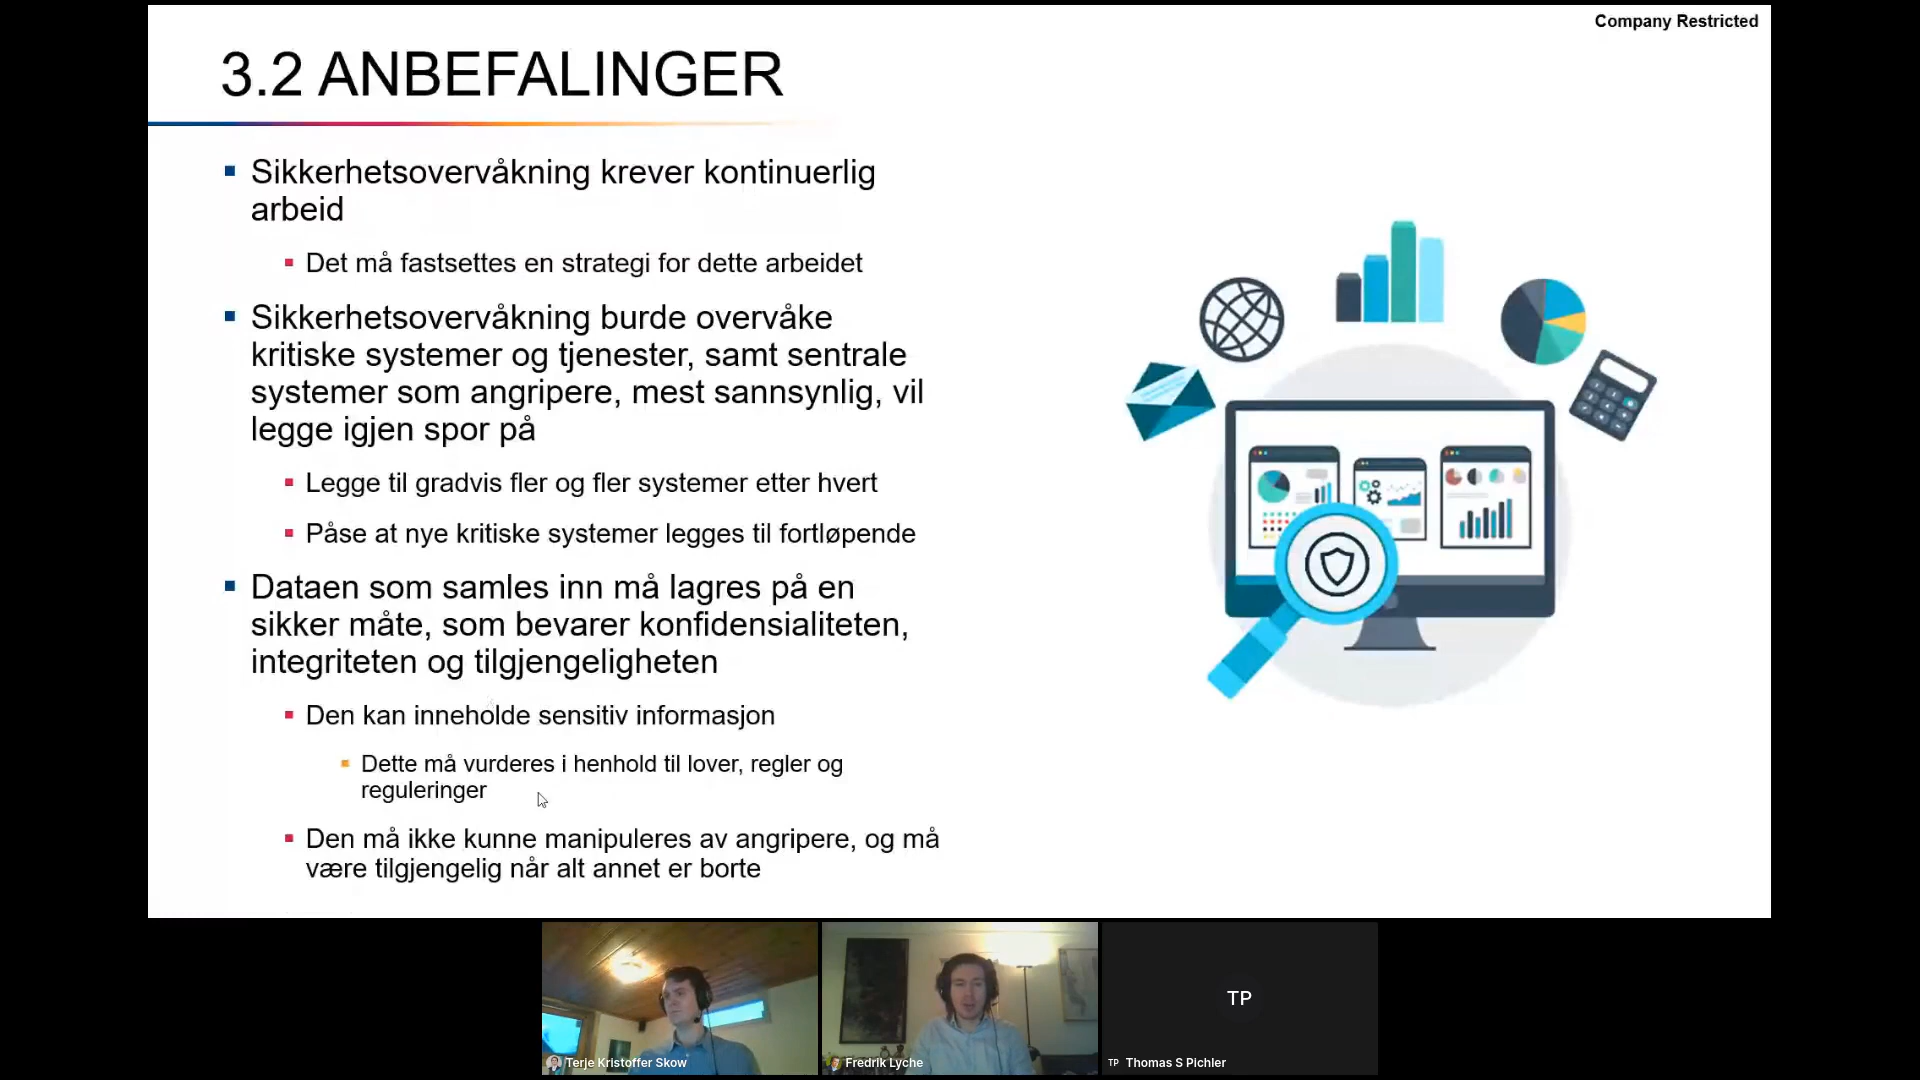 Company Restricted
3.2 ANBEFALINGER
Sikkerhetsovervåkning krever kontinuerlig
arbeid
Det må fastsettes en strategi for dette arbeidet
Sikkerhetsovervåkning burde overvåke
kritiske systemer og tjenester, samt sentrale
systemer som angripere, mest sannsynlig, vil
legge igjen spor på
Legge til gradvis fler og fler systemer etter hvert
Påse at nye kritiske systemer legges til fortløpende
Dataen som samles inn må lagres på en
sikker måte, som bevarer konfidensialiteten,
integriteten og tilgjengeligheten
Den kan inneholde sensitiv informasjon
Dette må vurderes i henhold til lover, regler og
reguleringer
Den må ikke kunne manipuleres av angripere, og må
være tilgjengelig når alt annet er borte
TP
Terje Kristoffer Skow
Fredrik Lyche
TP Thomas S Pichler